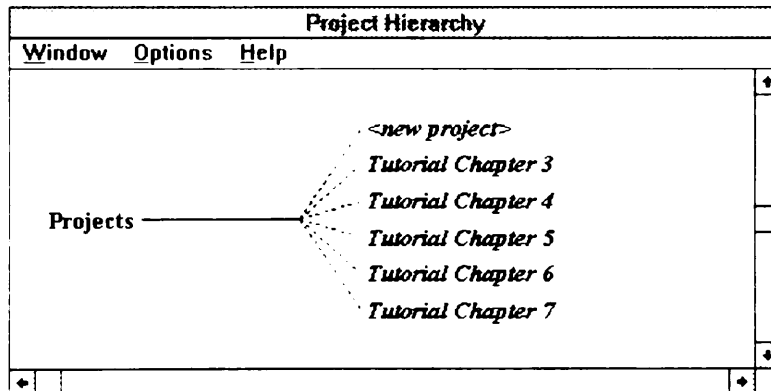 Project Hierarchy
Window Options Help
<new project>
Tutorial Chapter 3
Tutorial Chapter 4
Projects
Tutorial Chapter 5
Tutorial Chapter 6
Tutorial Chapter 7